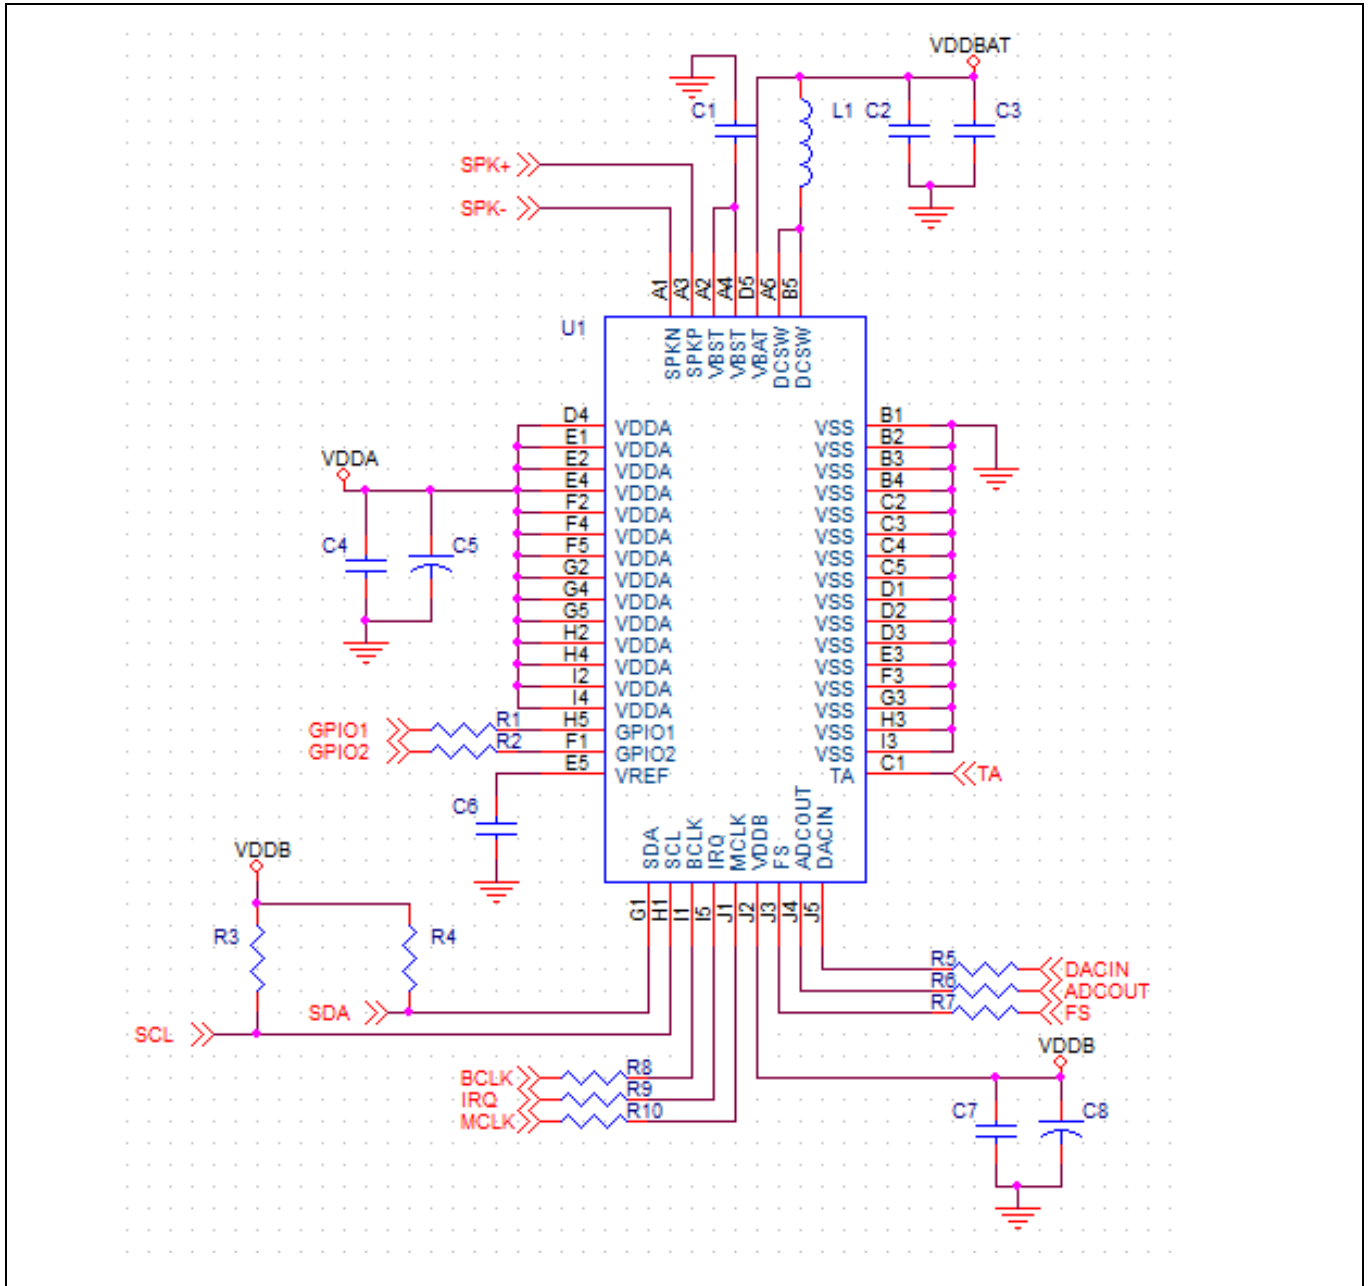 VDDBAT
C1
L1
C2
C3
SPK+
SPK-
A1
A3
A2
A4
D5
A5
B5
U1
SPKN
SPKP
VBST
VBST
VBAT
DCSW
DCSW
D4 VDDA
E1 VDDA
E2 VDDA
E4 VDDA
F2 VDDA
F4 VDDA
F5 VDDA
G2 VDDA
G4 VDDA
G5 VDDA
H2 VDDA
H4 VDDA
I2 VDDA
I4 VDDA
VDDA
C4
C5
VSS B1
VSS B2
VSS B3
VSS B4
VSS C2
VSS C3
VSS C4
VSS C5
VSS D1
VSS D2
VSS D3
VSS E3
VSS F3
VSS G3
VSS H3
VSS I3
TA C1 TA
GPIO1 R1 H5 GPIO1
GPIO2 R2 F1 GPIO2
E5 VREF
C6
SDA
SCL
BCLK
IRQ
MCLK
VDDB
FS
ADCOUT
DACIN
G1
H1
I1
I5
J1
J2
J3
J4
J5
VDDB
R3
R4
SDA
SCL
R5 DACIN
R6 ADCOUT
R7 FS
BCLK R8
IRQ R9
MCLK R10
VDDB
C7
C8